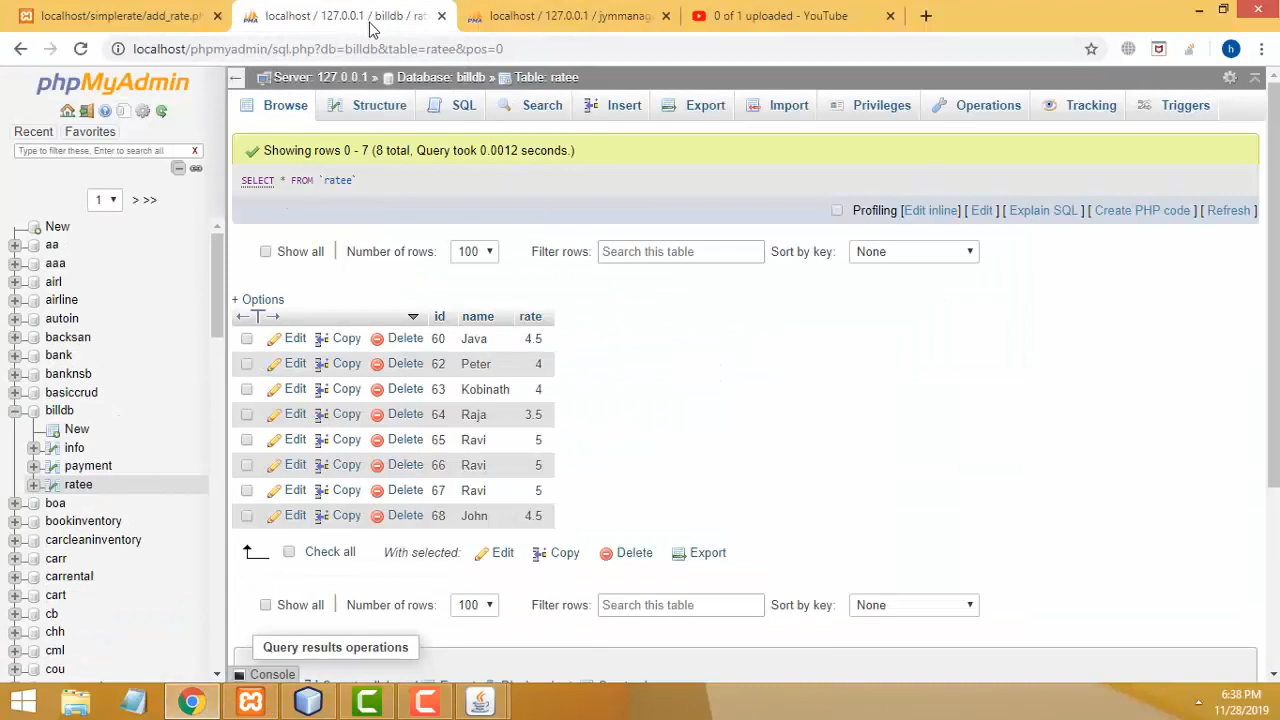 localhost/simplerate/add_rate.ph
localhost / 127.0.0.1 / billdb / rat
localhost / 127.0.0.1 / jymmanag
0 of 1 uploaded - YouTube
localhost/phpmyadmin/sql.php?db=billdb&table=ratee&pos=0
h
phpMyAdmin
Recent Favorites
Type to filter these, Enter to search all X
1 > >>
New
aa
aaa
airl
airline
autoin
backsan
bank
banknsb
basiccrud
billdb
New
info
payment
ratee
boa
bookinventory
carcleaninventory
carr
carrental
cart
cb
chh
cml
cou
Server: 127.0.0.1 » Database: billdb » Table: ratee
Browse Structure SQL Search Insert Export Import Privileges Operations Tracking Triggers
Showing rows 0 - 7 (8 total, Query took 0.0012 seconds.)
SELECT * FROM `ratee`
Profiling [Edit inline] [ Edit ] [ Explain SQL ] [ Create PHP code ] [ Refresh ]
Show all Number of rows: 100 Filter rows: Search this table Sort by key: None
+ Options
id name rate
Edit Copy Delete 60 Java 4.5
Edit Copy Delete 62 Peter 4
Edit Copy Delete 63 Kobinath 4
Edit Copy Delete 64 Raja 3.5
Edit Copy Delete 65 Ravi 5
Edit Copy Delete 66 Ravi 5
Edit Copy Delete 67 Ravi 5
Edit Copy Delete 68 John 4.5
Check all With selected: Edit Copy Delete Export
Show all Number of rows: 100 Filter rows: Search this table Sort by key: None
Query results operations
Console
6:38 PM
11/28/2019